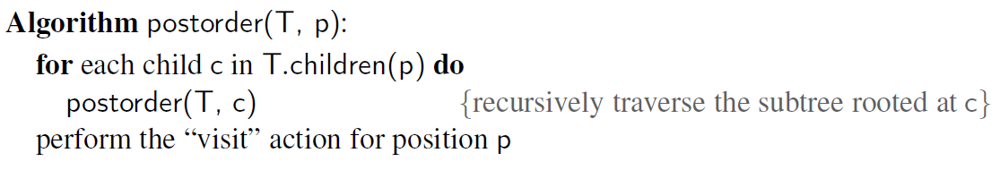 Algorithm postorder(T, p):
for each child c in T.children(p) do
postorder(T, c) {recursively traverse the subtree rooted at c}
perform the “visit” action for position p